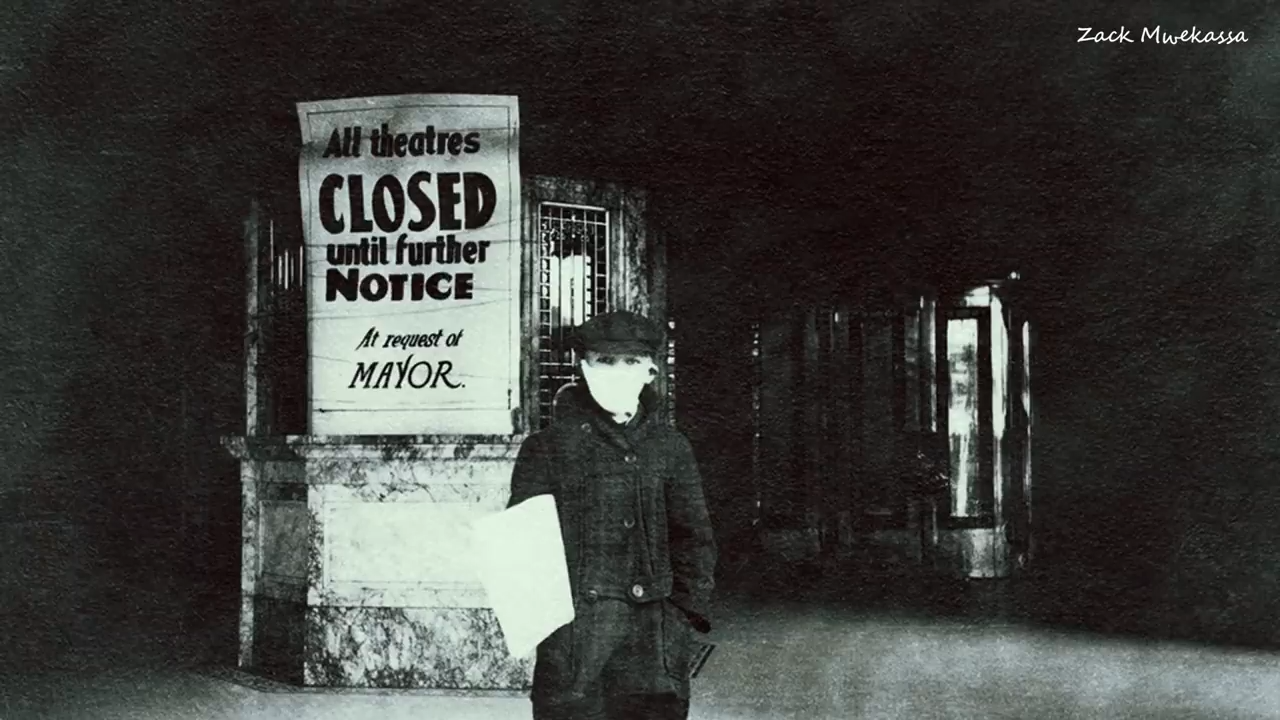 Zack Mwekassa
All theatres
CLOSED
until further
NOTICE
At request of
MAYOR.